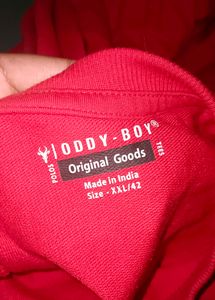 ODDY-BOY®
POLOS
Original Goods
TEES
Made in India
Size - XXL/42